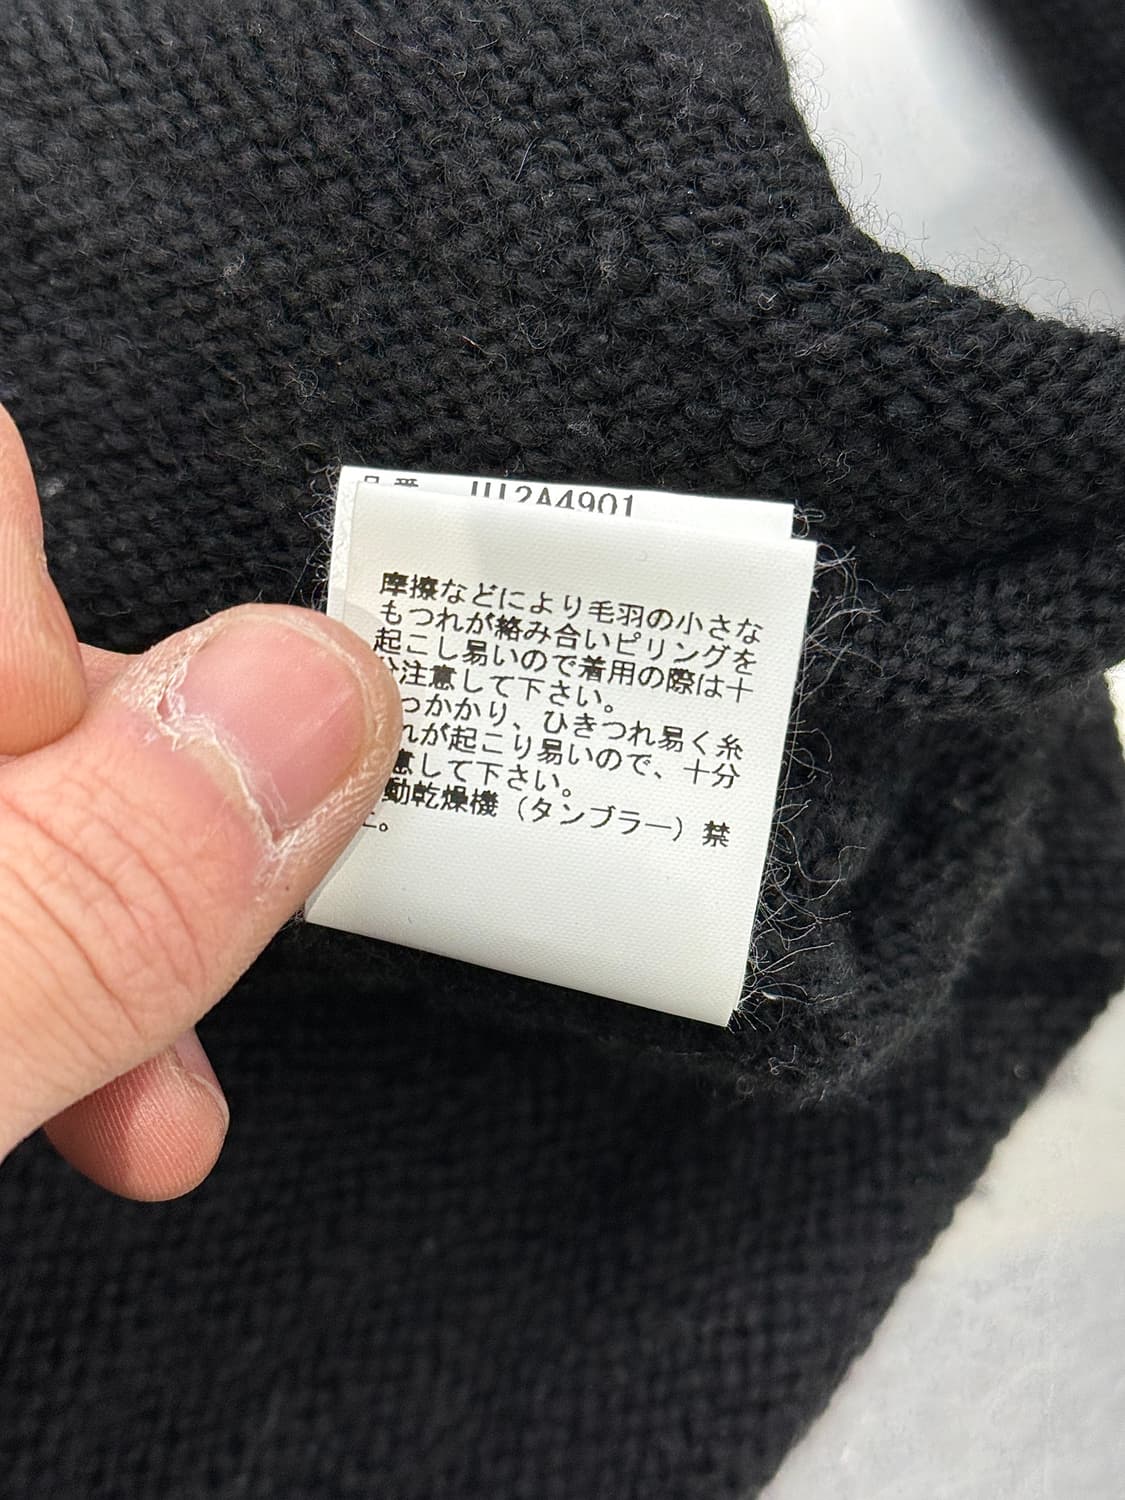 品番
摩擦などにより毛羽の小さな
もつれが絡み合いピリングを
起こし易いので着用の際は十
分注意して下さい。
っかかり、ひきつれ易く糸
れが起こり易いので、十分
意して下さい。
動乾燥機（タンブラー）禁
止。